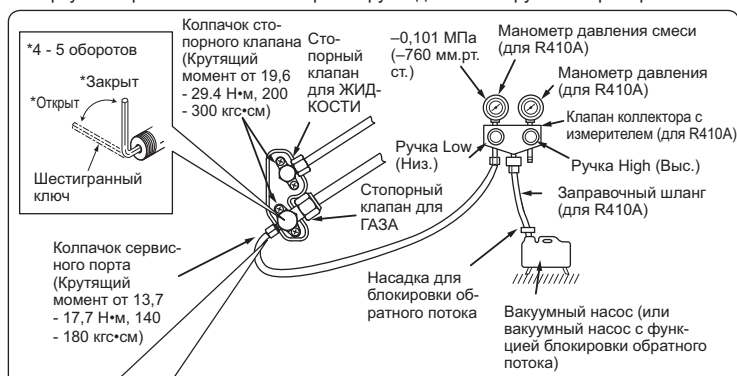 *4 - 5 оборотов
*Закрыт
*Открыт
Шестигранный
ключ
Колпачок сто-
порного клапана
(Крутящий
момент от 19,6
- 29.4 Н•м, 200
- 300 кгс•см)
Сто-
порный
клапан
для ЖИД-
КОСТИ
–0,101 МПа
(–760 мм.рт.
ст.)
Манометр давления смеси
(для R410A)
Манометр давления
(для R410A)
Клапан коллектора с
измерителем (для R410A)
Ручка Low
(Низ.)
Ручка High (Выс.)
Стопорный
клапан для
ГАЗА
Заправочный шланг
(для R410A)
Колпачок сервис-
ного порта
(Крутящий
момент от 13,7
- 17,7 Н•м, 140
- 180 кгс•см)
Насадка для
блокировки об-
ратного потока
Вакуумный насос (или
вакуумный насос с функ-
цией блокировки обратного
потока)